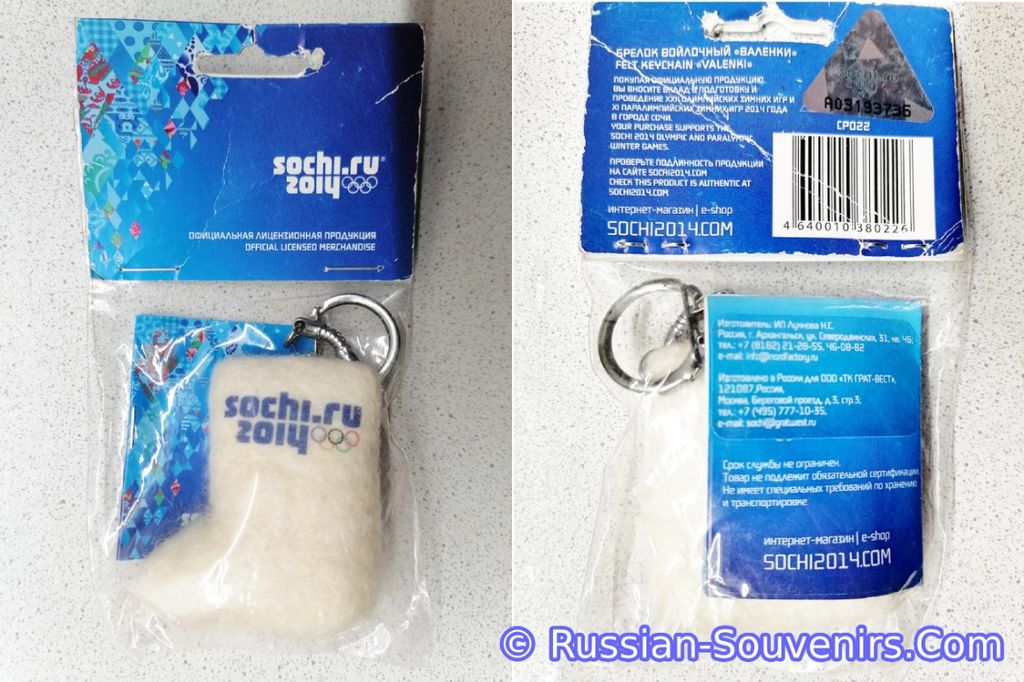 sochi.ru
2014
ОФИЦИАЛЬНАЯ ЛИЦЕНЗИОННАЯ ПРОДУКЦИЯ
OFFICIAL LICENSED MERCHANDISE
sochi.ru
2014
БРЕЛОК ВОЙЛОЧНЫЙ «ВАЛЕНКИ»
FELT KEYCHAIN «VALENKI»
ПОКУПАЯ ОФИЦИАЛЬНУЮ ПРОДУКЦИЮ,
ВЫ ВНОСИТЕ ВКЛАД В ПОДГОТОВКУ И
ПРОВЕДЕНИЕ XXII ОЛИМПИЙСКИХ ЗИМНИХ ИГР И
XI ПАРАЛИМПИЙСКИХ ЗИМНИХ ИГР 2014 ГОДА
В ГОРОДЕ СОЧИ.
YOUR PURCHASE SUPPORTS THE
SOCHI 2014 OLYMPIC AND PARALYMPIC
WINTER GAMES.
ПРОВЕРЬТЕ ПОДЛИННОСТЬ ПРОДУКЦИИ
НА САЙТЕ SOCHI2014.COM
CHECK THIS PRODUCT IS AUTHENTIC AT
SOCHI2014.COM
интернет-магазин | e-shop
SOCHI2014.COM
A03193736
CP022
4 640010 380226
Изготовитель: ИП Лучнова Н.С.
Россия, г. Архангельск, ул. Северодвинская, 31, кв. 46;
тел.: +7 (8182) 21-28-55, 46-08-82
e-mail: info@nordfactory.ru
Изготовлено в России для ООО «ТК ГРАТ-ВЕСТ»,
121087,Россия,
Москва, Береговой проезд, д.3, стр.3;
тел.: +7 (495) 777-10-35,
e-mail: sochi@gratwest.ru
Срок службы не ограничен.
Товар не подлежит обязательной сертификации.
Не имеет специальных требований по хранению
и транспортировке.
интернет-магазин | e-shop
SOCHI2014.COM
© Russian-Souvenirs.Com